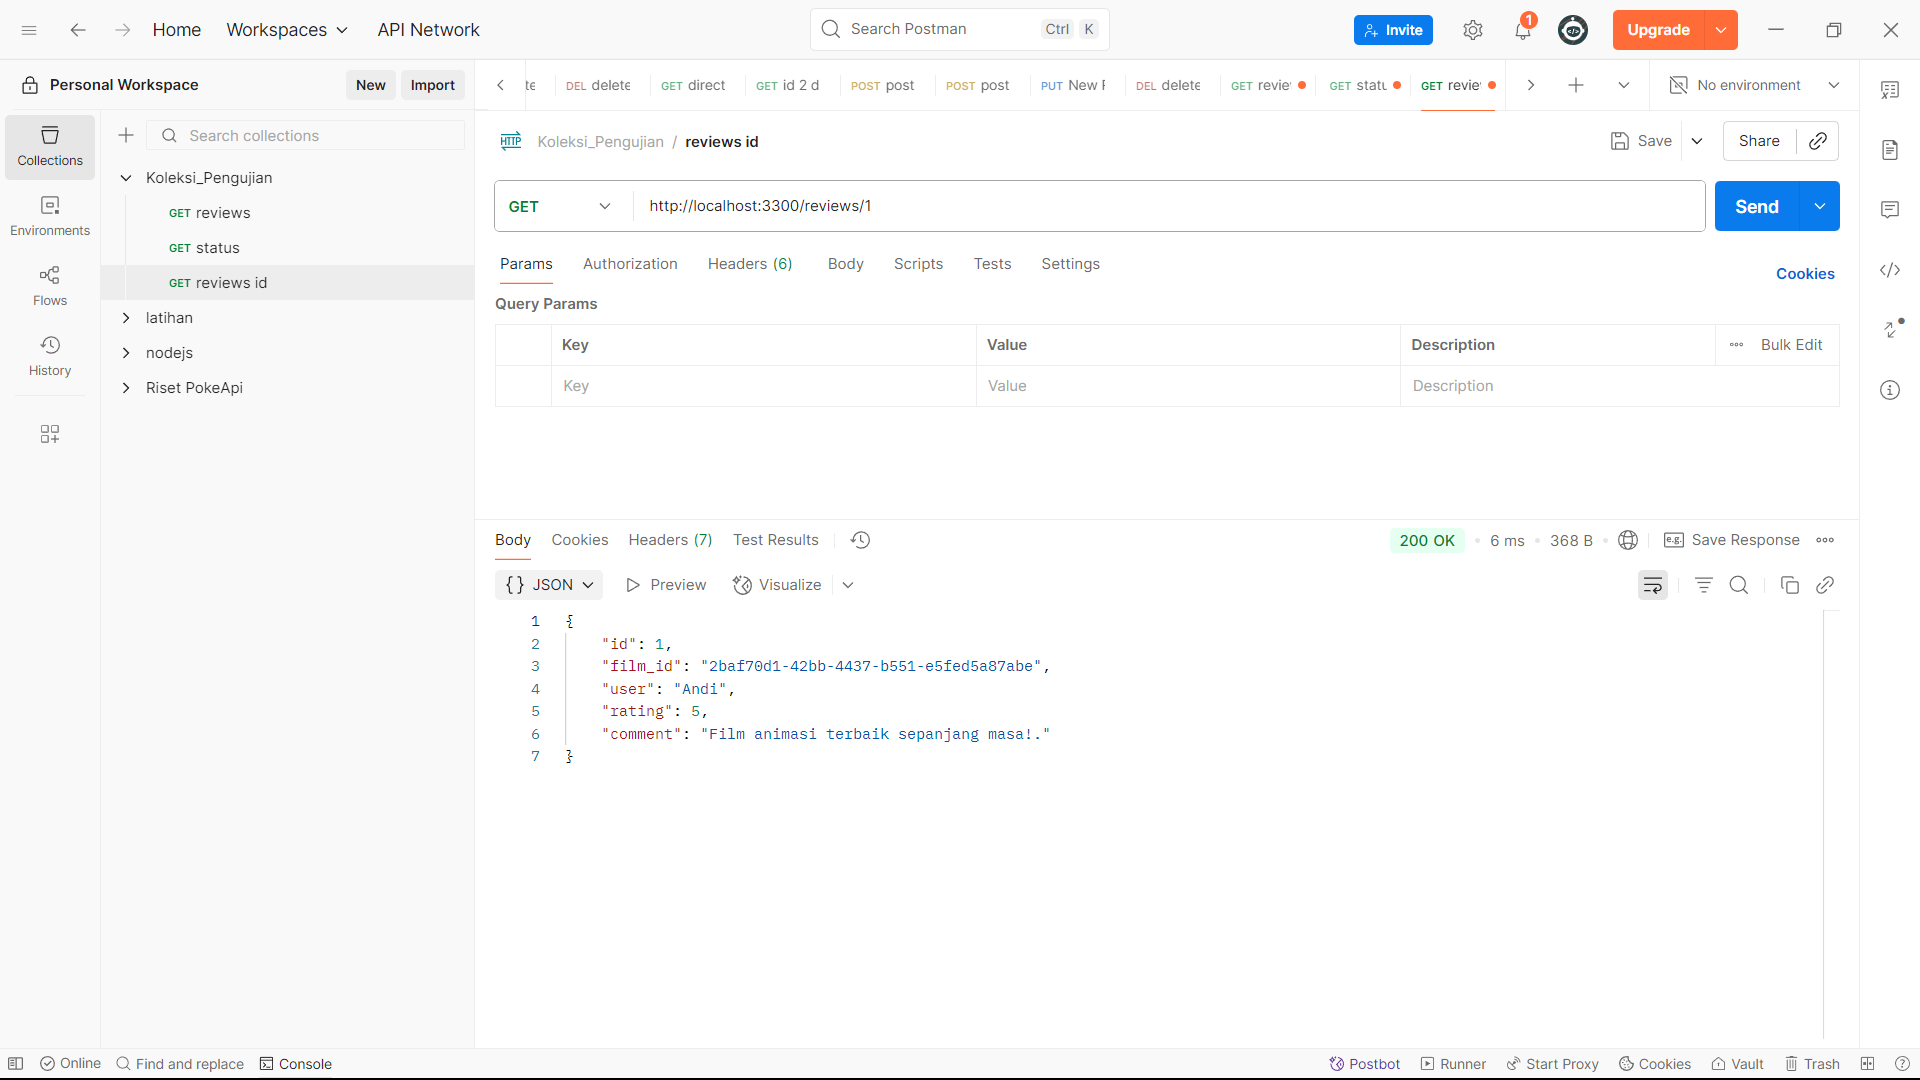 Home
Workspaces
API Network
Search Postman
Ctrl K
Invite
1
Upgrade
Personal Workspace
New
Import
DEL delete
GET direct
GET id 2 d
POST post
POST post
PUT New
DEL delete
GET revie
GET statu
GET revie
No environment
Collections
Environments
Flows
History
Search collections
Koleksi_Pengujian
GET reviews
GET status
GET reviews id
latihan
nodejs
Riset PokeApi
HTTP
Koleksi_Pengujian / reviews id
Save
Share
GET
http://localhost:3300/reviews/1
Send
Params
Authorization
Headers (6)
Body
Scripts
Tests
Settings
Cookies
Query Params
Key
Value
Description
Bulk Edit
Key
Value
Description
Body
Cookies
Headers (7)
Test Results
200 OK
6 ms
368 B
e.g.
Save Response
{} JSON
Preview
Visualize
1 {
2 "id": 1,
3 "film_id": "2baf70d1-42bb-4437-b551-e5fed5a87abe",
4 "user": "Andi",
5 "rating": 5,
6 "comment": "Film animasi terbaik sepanjang masa!."
7 }
Online
Find and replace
Console
Postbot
Runner
Start Proxy
Cookies
Vault
Trash